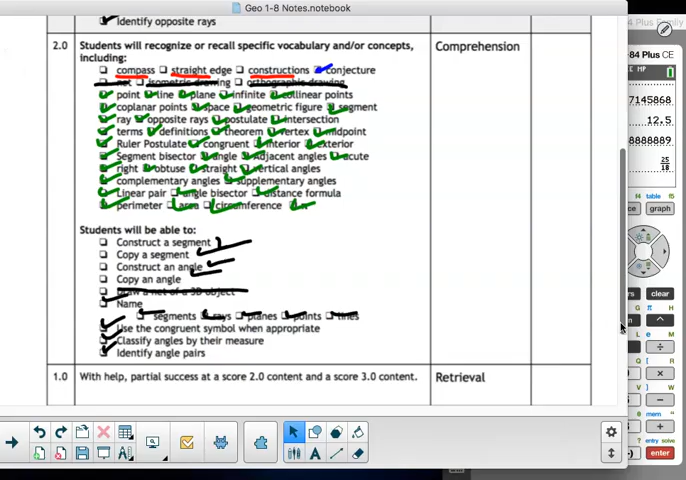 Geo 1-8 Notes.notebook
Identify opposite rays
2.0 Students will recognize or recall specific vocabulary and/or concepts, Comprehension
including:
compass straight edge constructions conjecture
net isometric drawing orthographic drawing
point line plane infinite collinear points
coplanar points space geometric figure segment
ray opposite rays postulate intersection
terms definitions theorem vertex midpoint
Ruler Postulate congruent interior exterior
Segment bisector angle Adjacent angles acute
right obtuse straight vertical angles
complementary angles supplementary angles
Linear pair angle bisector distance formula
perimeter area circumference
Students will be able to:
Construct a segment
Copy a segment
Construct an angle
Copy an angle
Draw a net of a 3D object
Name
segments rays planes points lines
Use the congruent symbol when appropriate
Classify angles by their measure
Identify angle pairs
1.0 With help, partial success at a score 2.0 content and a score 3.0 content. Retrieval
84 Plus CE
MP
7145868
12.5
8888889
25
18
f4 table f5
ce graph
clear
enter